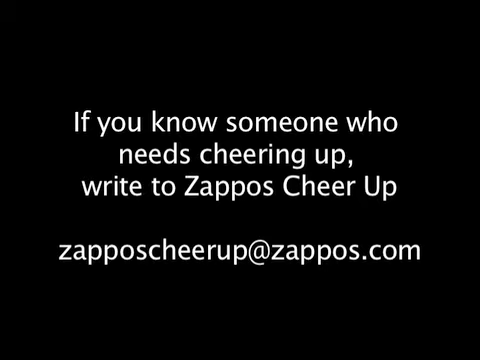 If you know someone who
needs cheering up,
write to Zappos Cheer Up
zapposcheerup@zappos.com